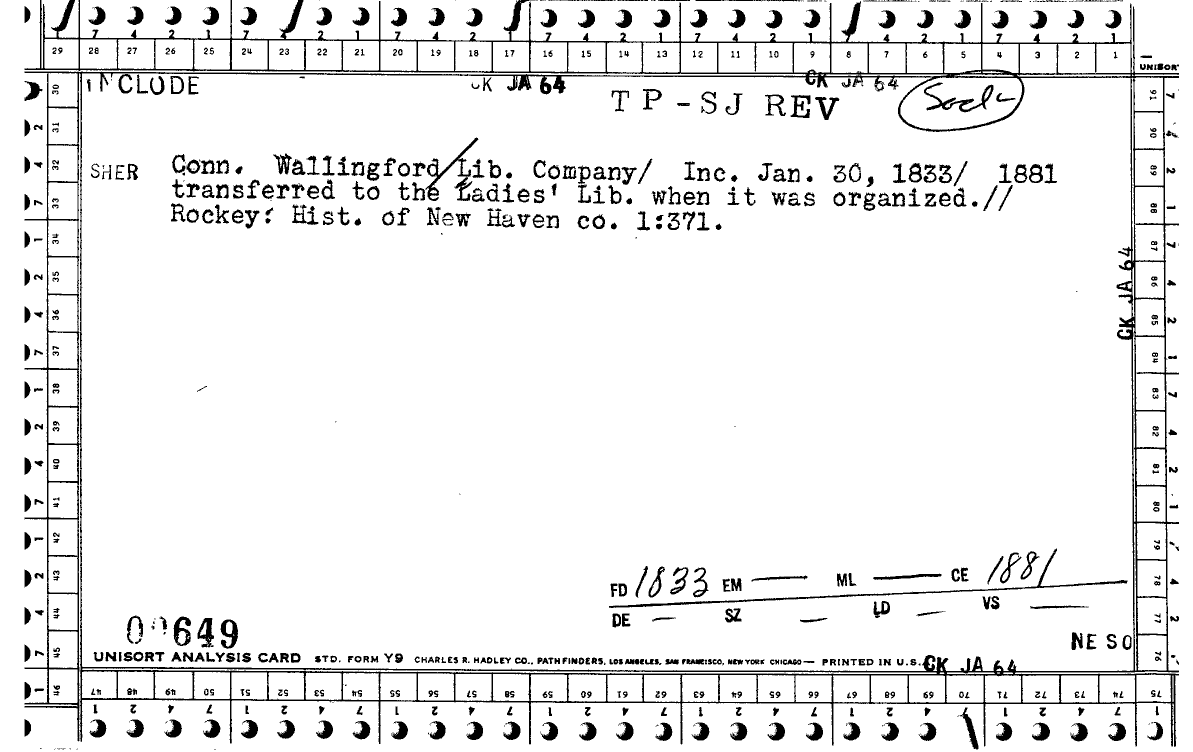 7 4 2 1 7 4 2 1 7 4 2 1 7 4 2 1 7 4 2 1 7 4 2 1 7 4 2 1
29 28 27 26 25 24 23 22 21 20 19 18 17 16 15 14 13 12 11 10 9 8 7 6 5 4 3 2 1
UNISORT
INCLODE CK JA 64 CK JA 64
TP-SJ REV
SHER Conn. Wallingford/Lib. Company/ Inc. Jan. 30, 1833/ 1881
transferred to the Ladies' Lib. when it was organized.//
Rockey: Hist. of New Haven co. 1:371.
CK JA 64
FD 1833 EM — ML — CE 1881
DE — SZ — LD — VS —
00649
NE SO
UNISORT ANALYSIS CARD STD. FORM Y9 CHARLES R. HADLEY CO., PATHFINDERS, LOS ANGELES, SAN FRANCISCO, NEW YORK CHICAGO — PRINTED IN U.S. CK JA 64
30 31 32 33 34 35 36 37 38 39 40 41 42 43 44 45 46
91 90 89 88 87 86 85 84 83 82 81 80 79 78 77 76
47 48 49 50 51 52 53 54 55 56 57 58 59 60 61 62 63 64 65 66 67 68 69 70 71 72 73 74 75
1 2 4 7 1 2 4 7 1 2 4 7 1 2 4 7 1 2 4 7 1 2 4 7 1 2 4 7 1